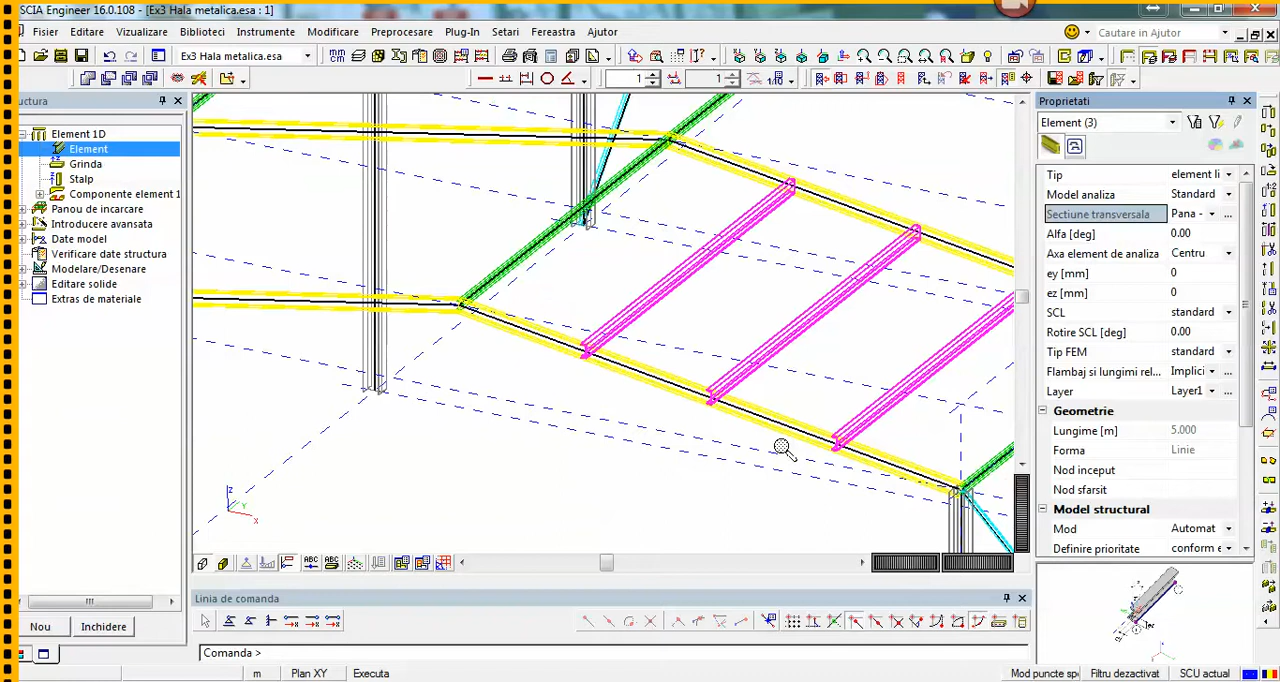 SCIA Engineer 16.0.108 - [Ex3 Hala metalica.esa : 1]
Fisier Editare Vizualizare Biblioteci Instrumente Modificare Preprocesare Plug-In Setari Fereastra Ajutor
Cautare in Ajutor
Ex3 Hala metalica.esa
1 1
uctura
Element 1D
Element
Grinda
Stalp
Componente element 1
Panou de incarcare
Introducere avansata
Date model
Verificare date structura
Modelare/Desenare
Editare solide
Extras de materiale
Nou Inchidere
Z
Y
X
ABC
Proprietati
Element (3)
Tip element li
Model analiza Standard
Sectiune transversala Pana -
Alfa [deg] 0.00
Axa element de analiza Centru
ey [mm] 0
ez [mm] 0
SCL standard
Rotire SCL [deg] 0.00
Tip FEM standard
Flambaj si lungimi rel... Implici
Layer Layer1
Geometrie
Lungime [m] 5.000
Forma Linie
Nod inceput
Nod sfarsit
Model structural
Mod Automat
Definire prioritate conform e
Linia de comanda
Comanda >
m Plan XY Executa
Mod puncte spe Filtru dezactivat SCU actual